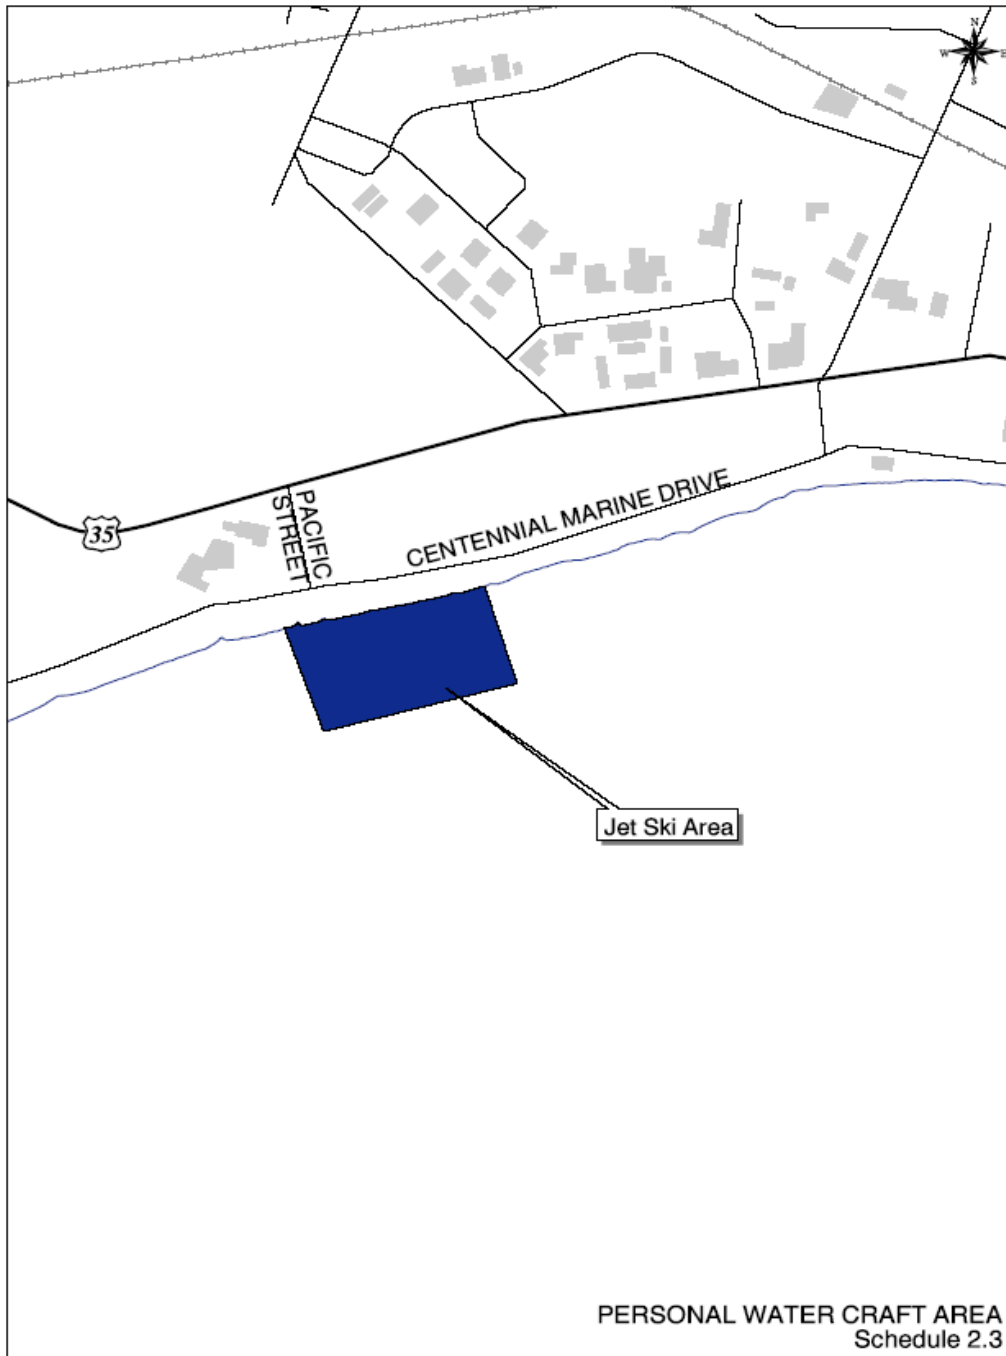 N
W E
S
35
PACIFIC
STREET
CENTENNIAL MARINE DRIVE
Jet Ski Area
PERSONAL WATER CRAFT AREA
Schedule 2.3